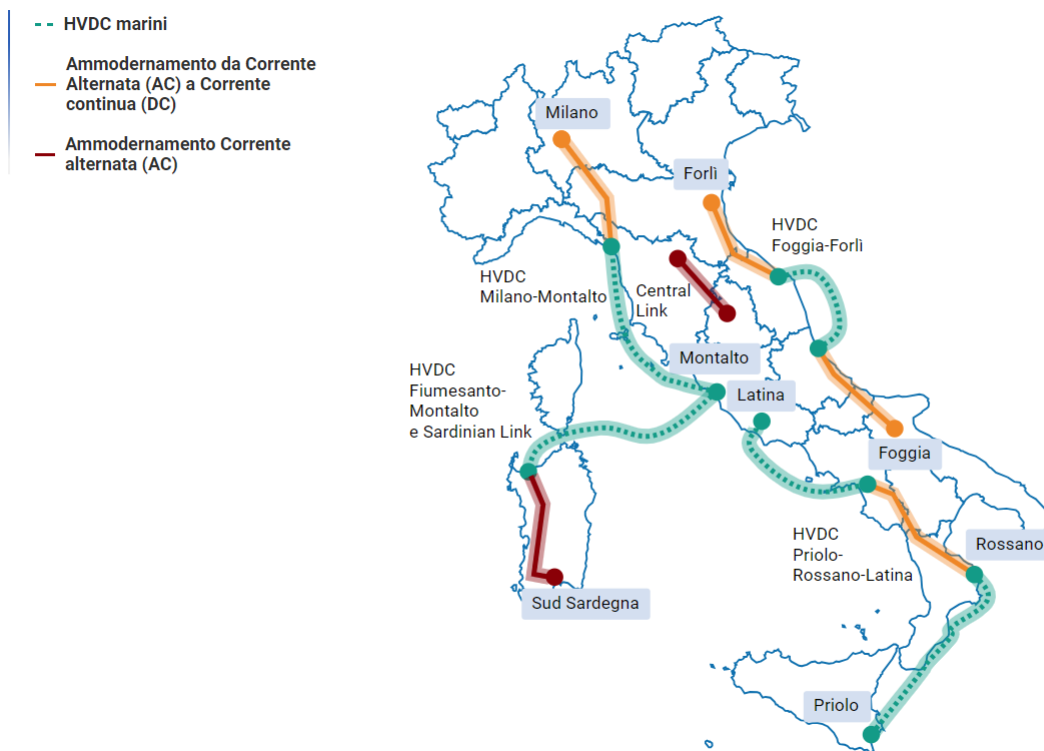 HVDC marini
Ammodernamento da Corrente
Alternata (AC) a Corrente
continua (DC)
Ammodernamento Corrente
alternata (AC)
Milano
Forlì
HVDC
Foggia-Forlì
HVDC
Milano-Montalto
Central
Link
Montalto
HVDC
Fiumesanto-
Montalto
e Sardinian Link
Latina
Foggia
HVDC
Priolo-
Rossano-Latina
Rossano
Sud Sardegna
Priolo